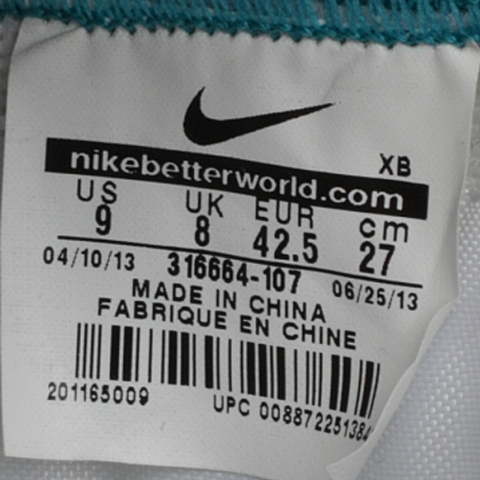 XB
nikebetterworld.com
US UK EUR cm
9 8 42.5 27
04/10/13 316664-107 06/25/13
MADE IN CHINA
FABRIQUE EN CHINE
201165009 UPC 008872251384